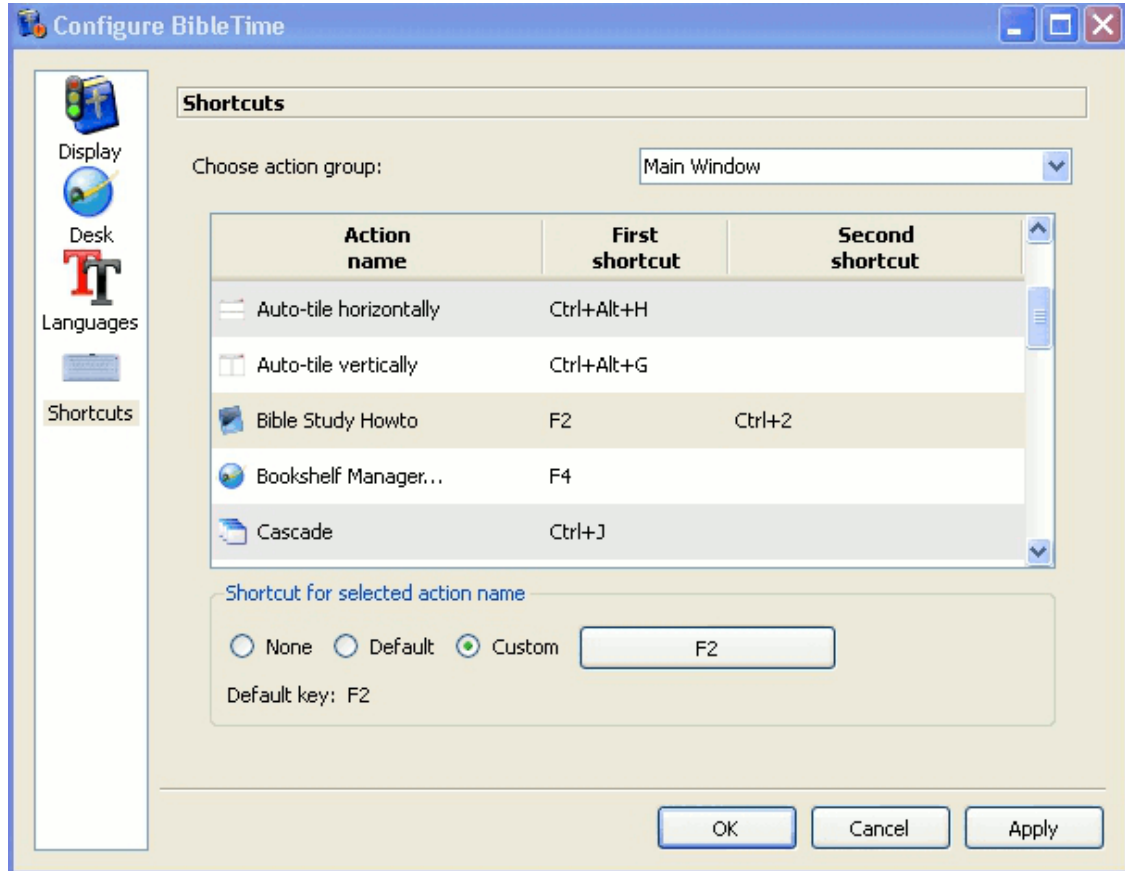 Configure BibleTime
Display
Desk
Languages
Shortcuts
Shortcuts
Choose action group: Main Window
Action name First shortcut Second shortcut
Auto-tile horizontally Ctrl+Alt+H
Auto-tile vertically Ctrl+Alt+G
Bible Study Howto F2 Ctrl+2
Bookshelf Manager... F4
Cascade Ctrl+J
Shortcut for selected action name
None Default Custom F2
Default key: F2
OK Cancel Apply